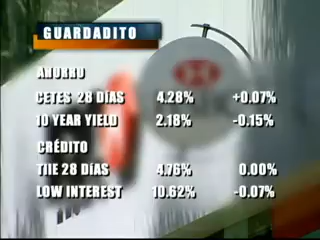 GUARDADITO
AHORRO
CETES 28 DÍAS 4.28% +0.07%
10 YEAR YIELD 2.18% -0.15%
CRÉDITO
TIIE 28 DÍAS 4.76% 0.00%
LOW INTEREST 10.62% -0.07%